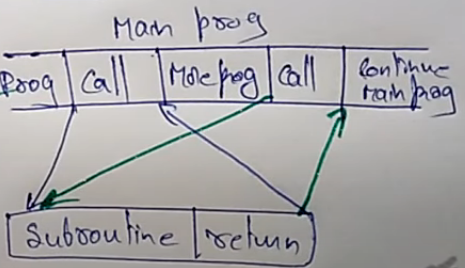 Main prog
Prog Call More prog Call Continue
main prog
Subroutine return